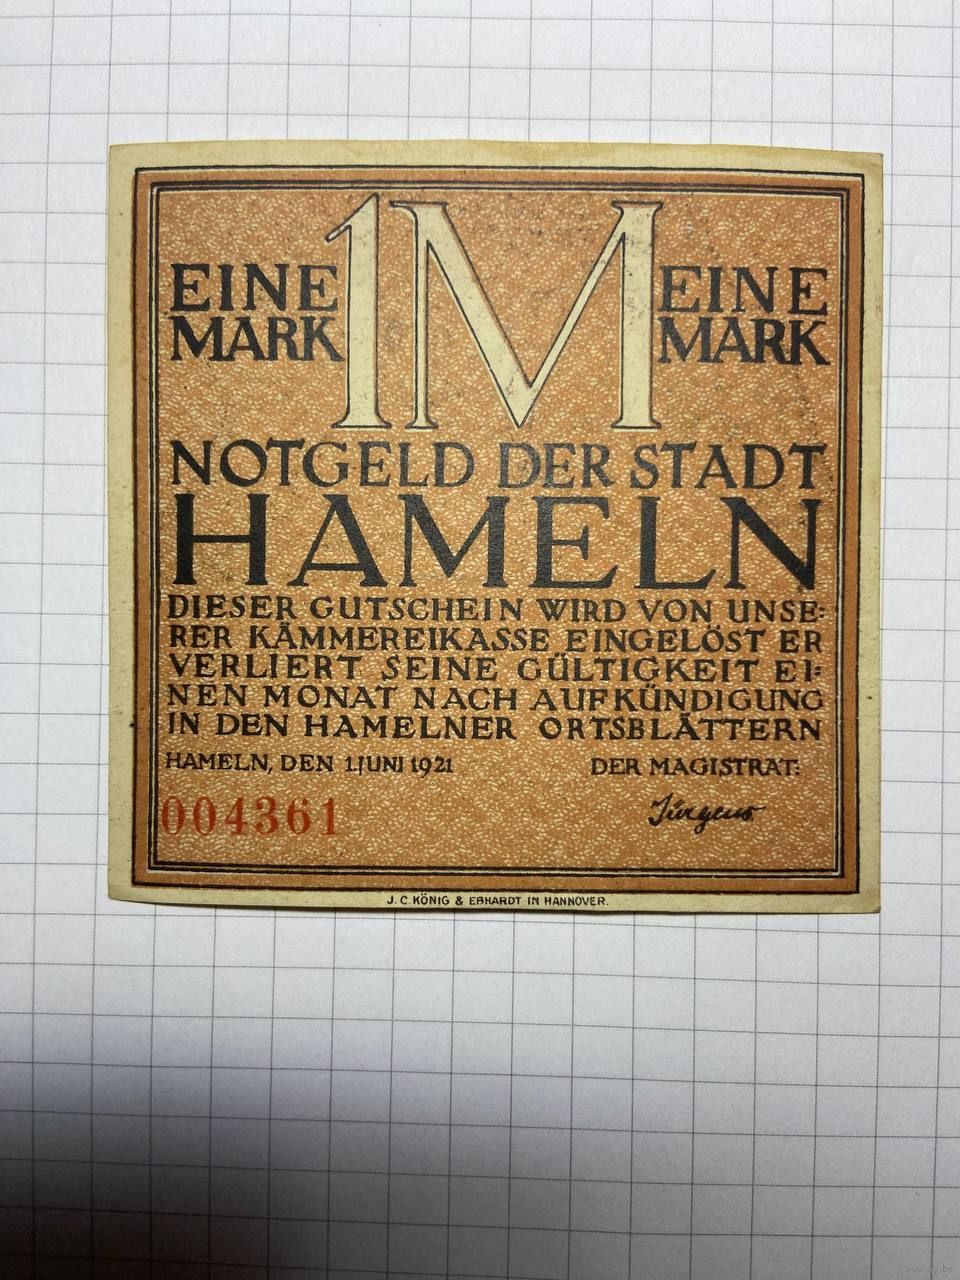 1M
EINE MARK
EINE MARK
NOTGELD DER STADT
HAMELN
DIESER GUTSCHEIN WIRD VON UNSE=
RER KÄMMEREIKASSE EINGELÖST ER
VERLIERT SEINE GÜLTIGKEIT EI=
NEN MONAT NACH AUFKÜNDIGUNG
IN DEN HAMELNER ORTSBLÄTTERN
HAMELN, DEN 1.JUNI 1921 DER MAGISTRAT:
004361 Jürgens
J. C. KÖNIG & EBHARDT IN HANNOVER.